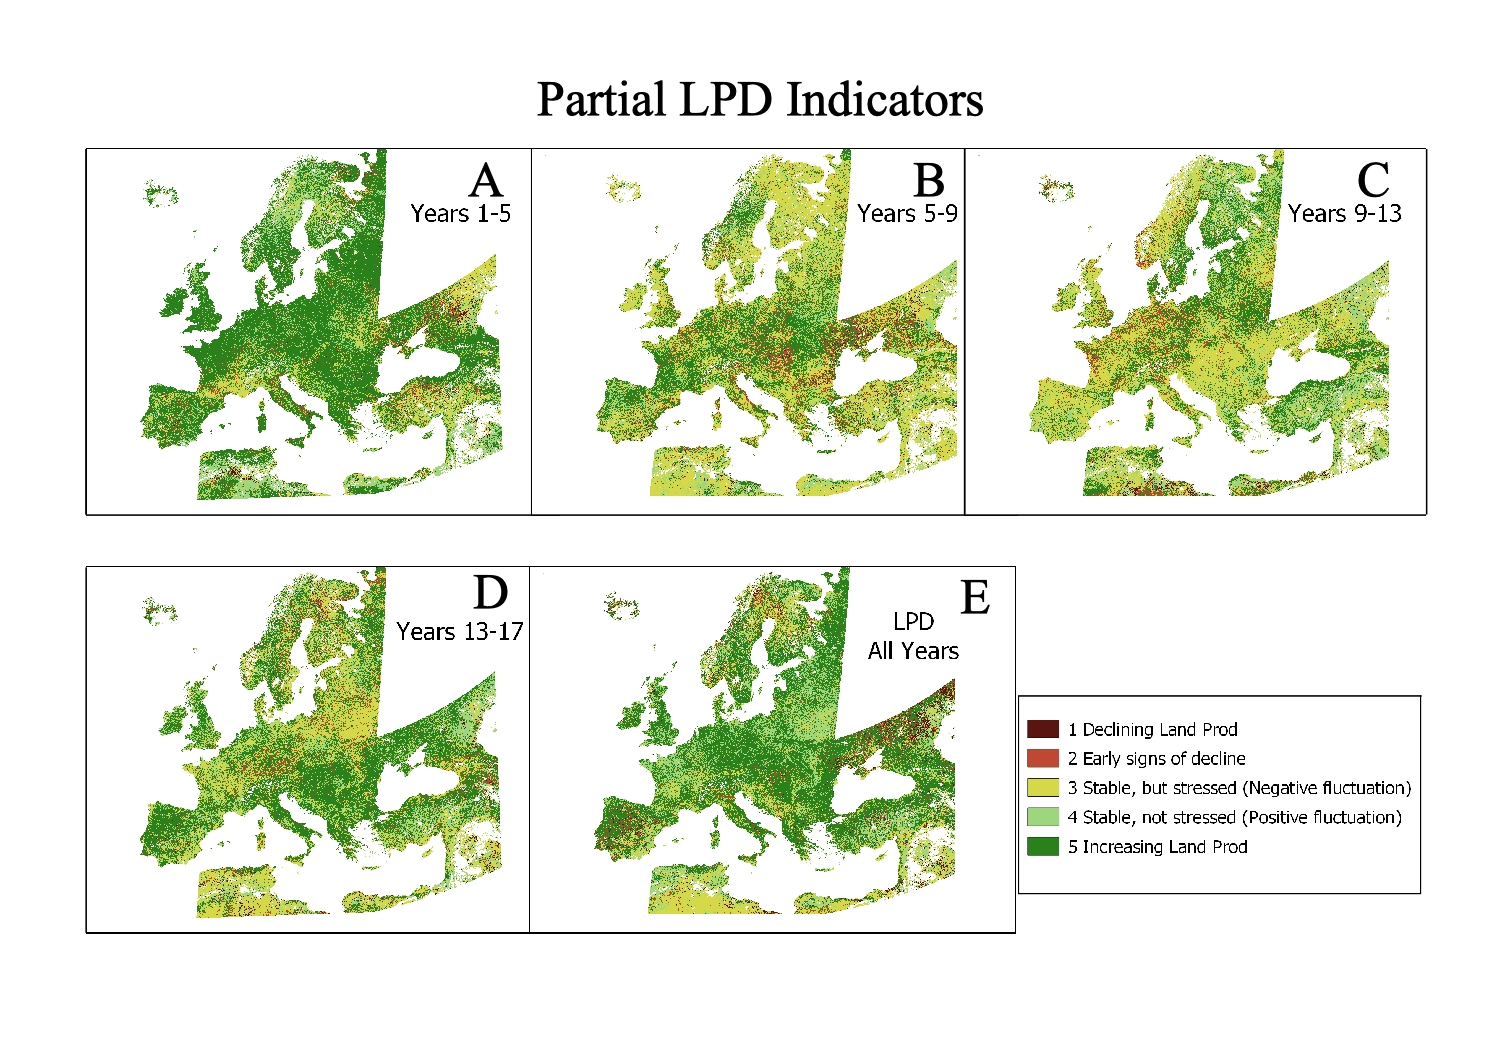 Partial LPD Indicators
A
Years 1-5
B
Years 5-9
C
Years 9-13
D
Years 13-17
E
LPD
All Years
1 Declining Land Prod
2 Early signs of decline
3 Stable, but stressed (Negative fluctuation)
4 Stable, not stressed (Positive fluctuation)
5 Increasing Land Prod